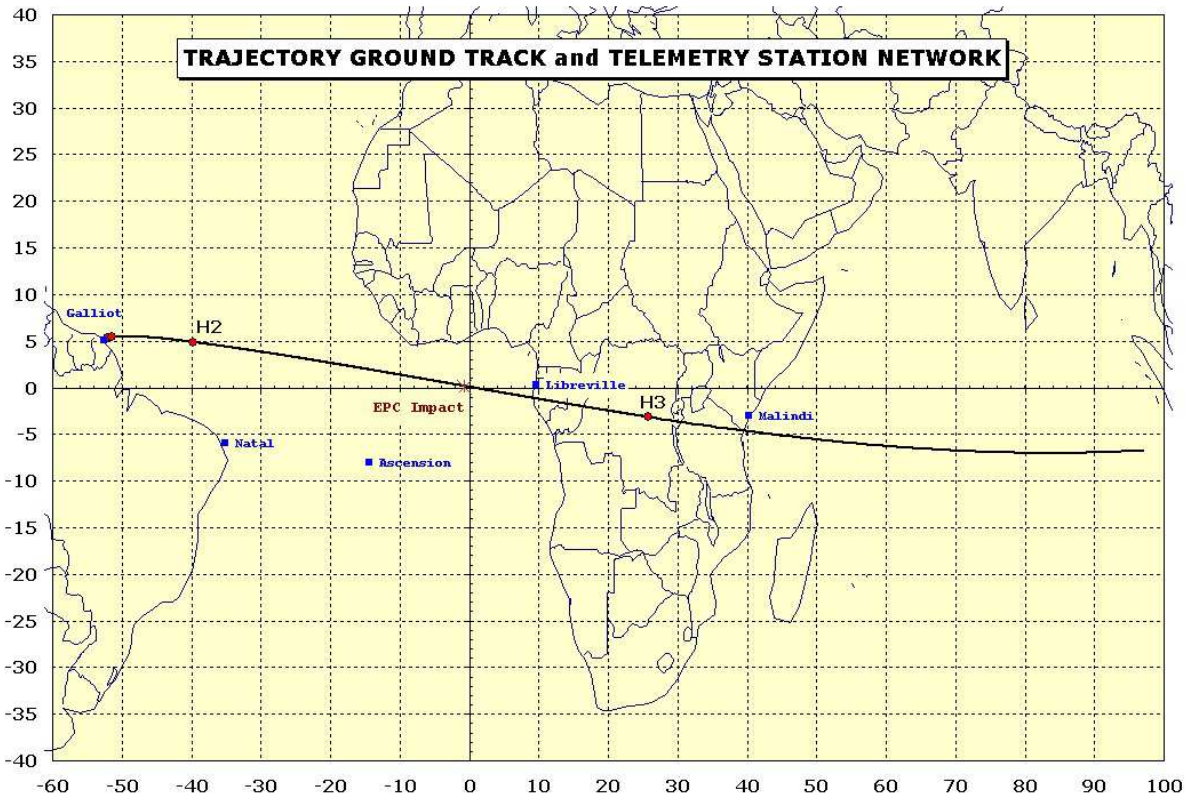 TRAJECTORY GROUND TRACK and TELEMETRY STATION NETWORK
40
35
30
25
20
15
10
5
0
-5
-10
-15
-20
-25
-30
-35
-40
Galliot
H2
Libreville
EPC Impact
H3
Malindi
Natal
Ascension
-60 -50 -40 -30 -20 -10 0 10 20 30 40 50 60 70 80 90 100